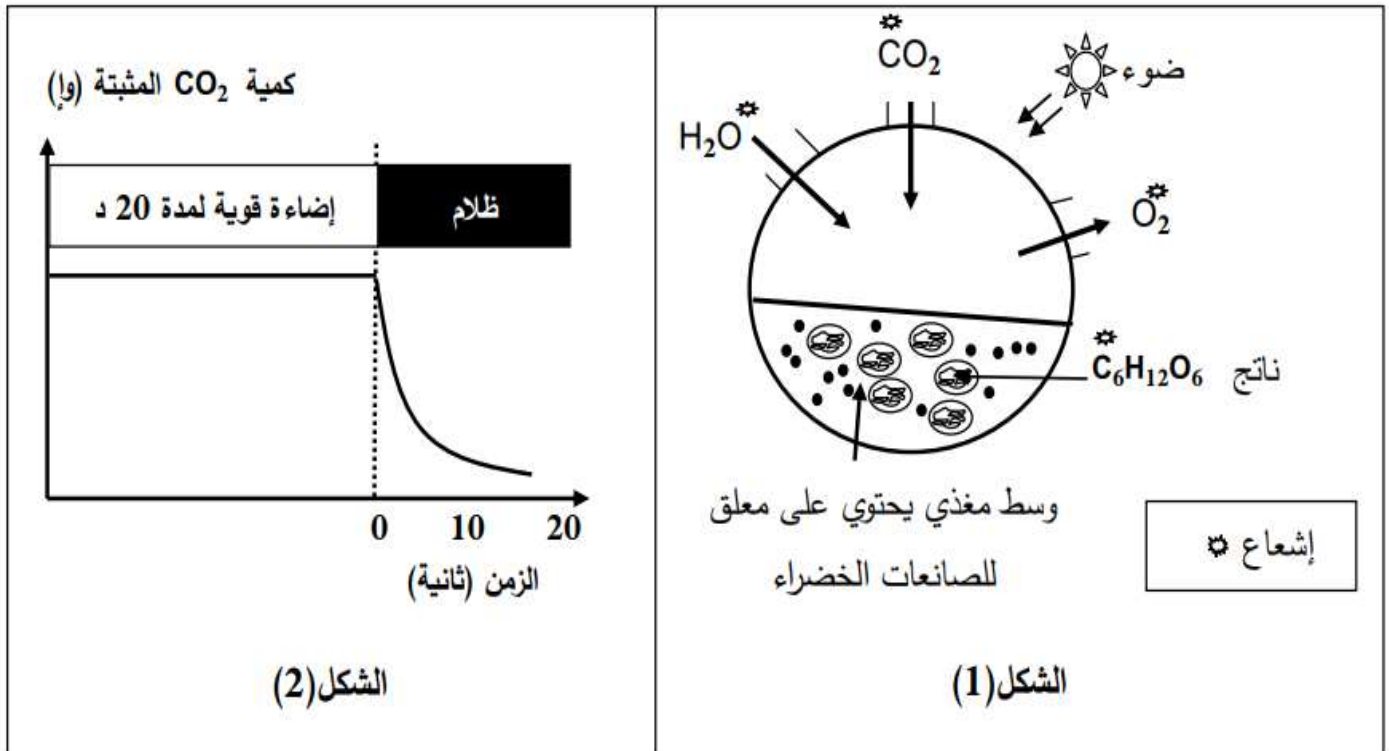 CO₂
ضوء
H₂O
O₂
C₆H₁₂O₆ ناتج
وسط مغذي يحتوي على معلق
للصانعات الخضراء
إشعاع
الشكل(1)
كمية CO₂ المثبتة (وإ)
إضاءة قوية لمدة 20 د
ظلام
0 10 20
الزمن (ثانية)
الشكل(2)